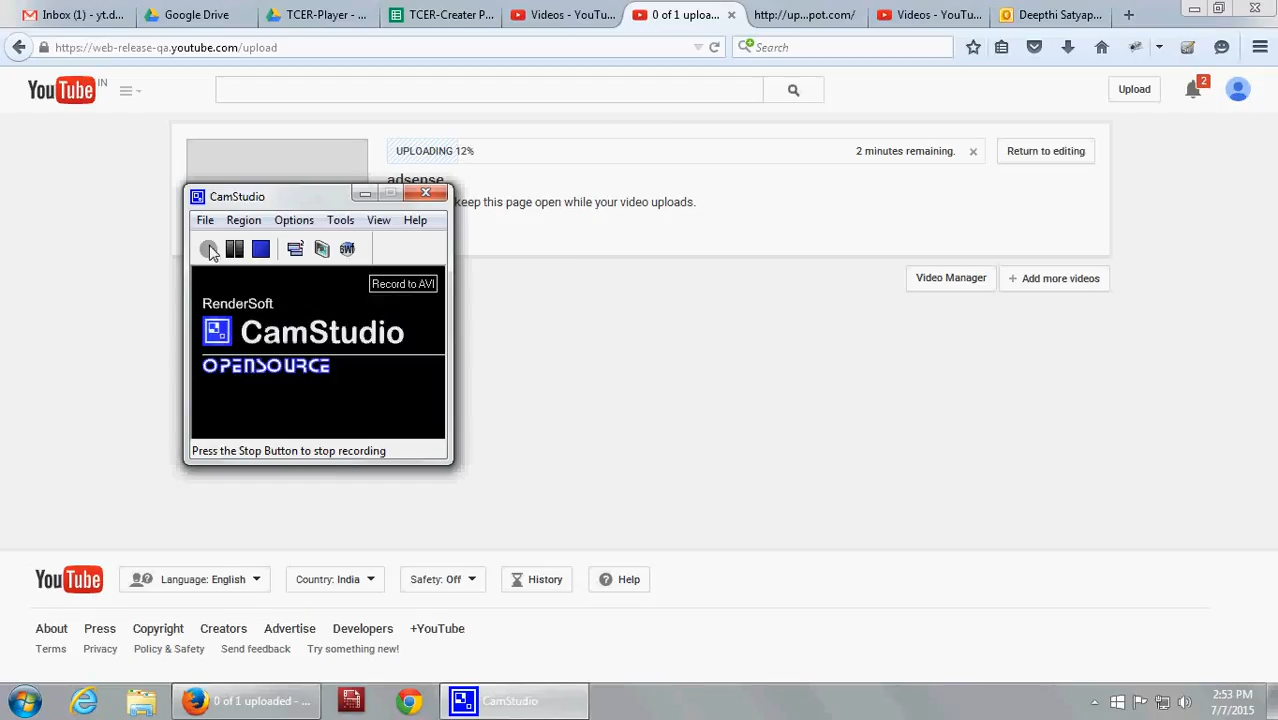 Inbox (1) - yt.d...
Google Drive
TCER-Player - ...
TCER-Create P...
Videos - YouTu...
0 of 1 uploa...
http://up...pot.com/
Videos - YouTu...
Deepthi Satyap...
https://web-release-qa.youtube.com/upload
Search
YouTube IN
Upload
2
UPLOADING 12%
2 minutes remaining.
Return to editing
adsense
keep this page open while your video uploads.
CamStudio
File Region Options Tools View Help
Record to AVI
RenderSoft
CamStudio
OPENSOURCE
Press the Stop Button to stop recording
Video Manager
+ Add more videos
YouTube
Language: English
Country: India
Safety: Off
History
Help
About Press Copyright Creators Advertise Developers +YouTube
Terms Privacy Policy & Safety Send feedback Try something new!
0 of 1 uploaded - ...
CamStudio
2:53 PM
7/7/2015